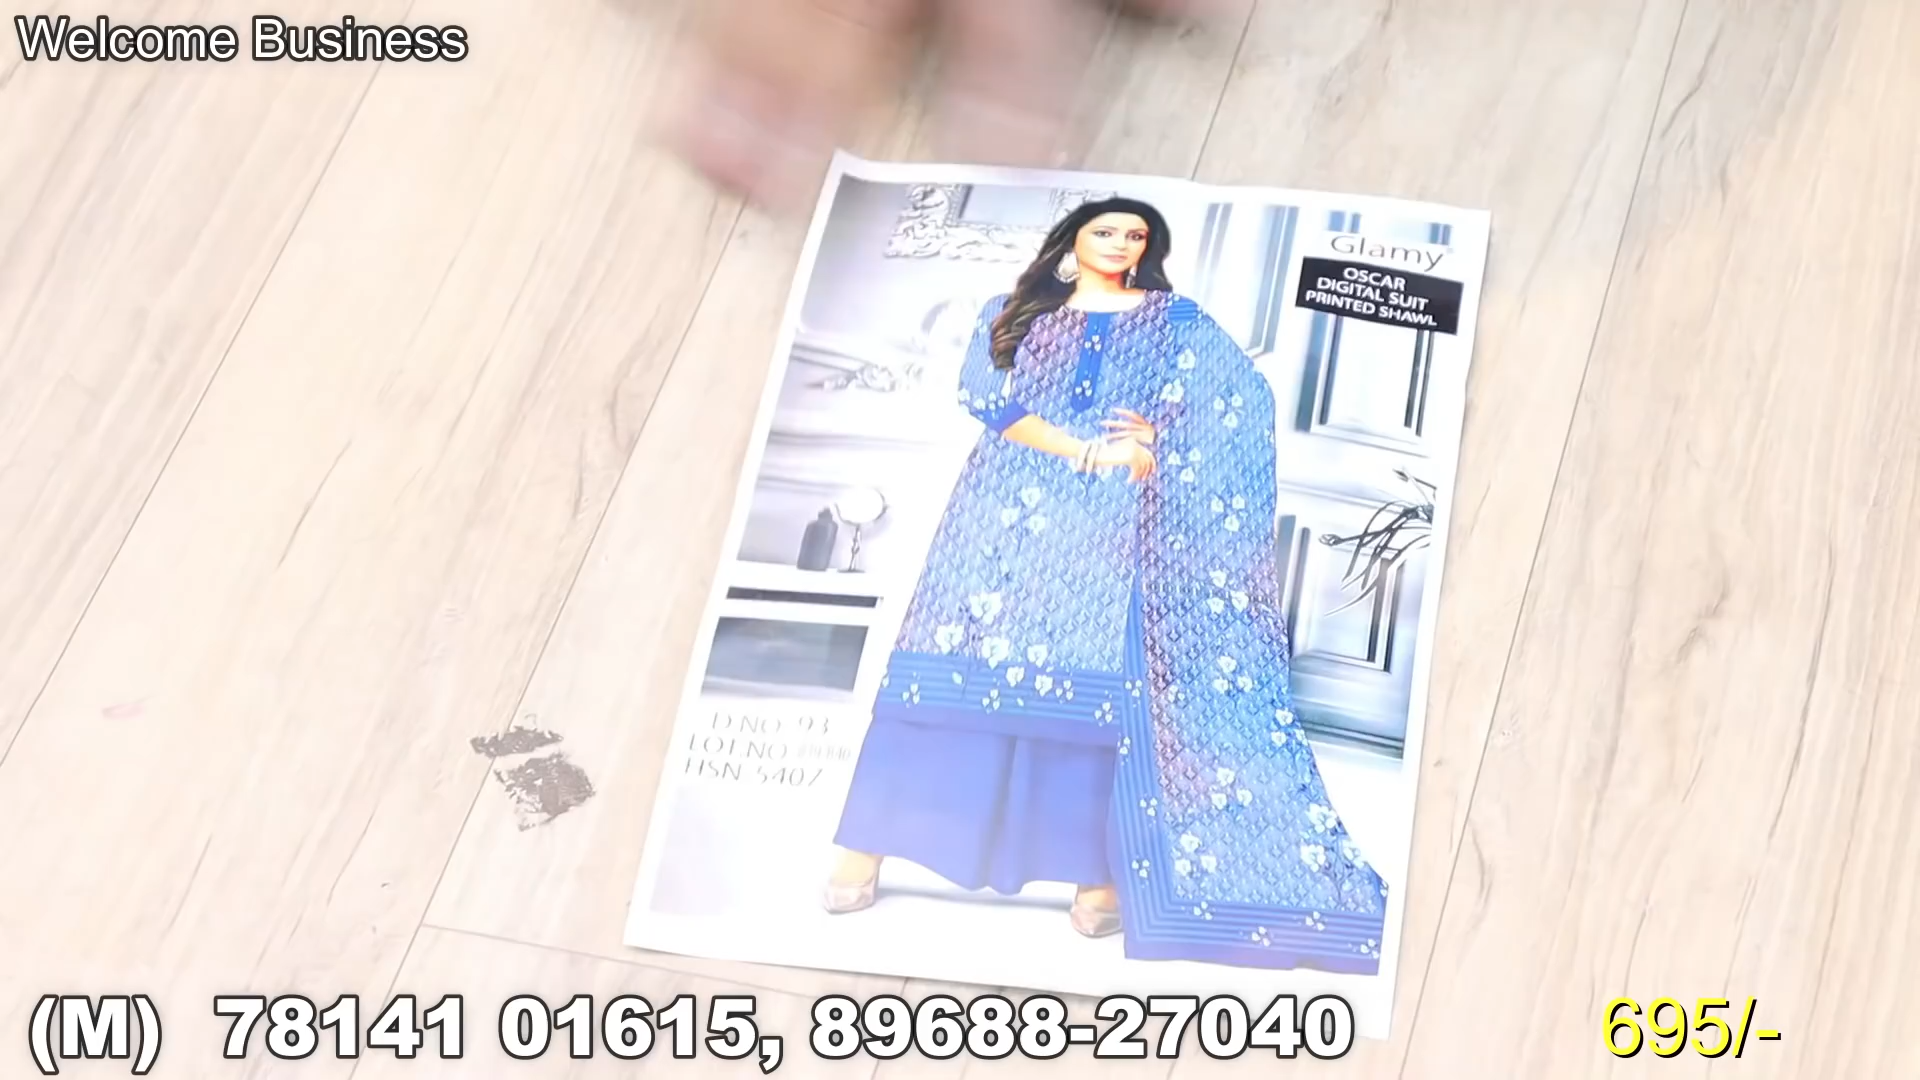 Welcome Business
Glamy
OSCAR
DIGITAL SUIT
PRINTED SHAWL
D.NO 93
LOT.NO
HSN 5407
(M) 78141 01615, 89688-27040
695/-